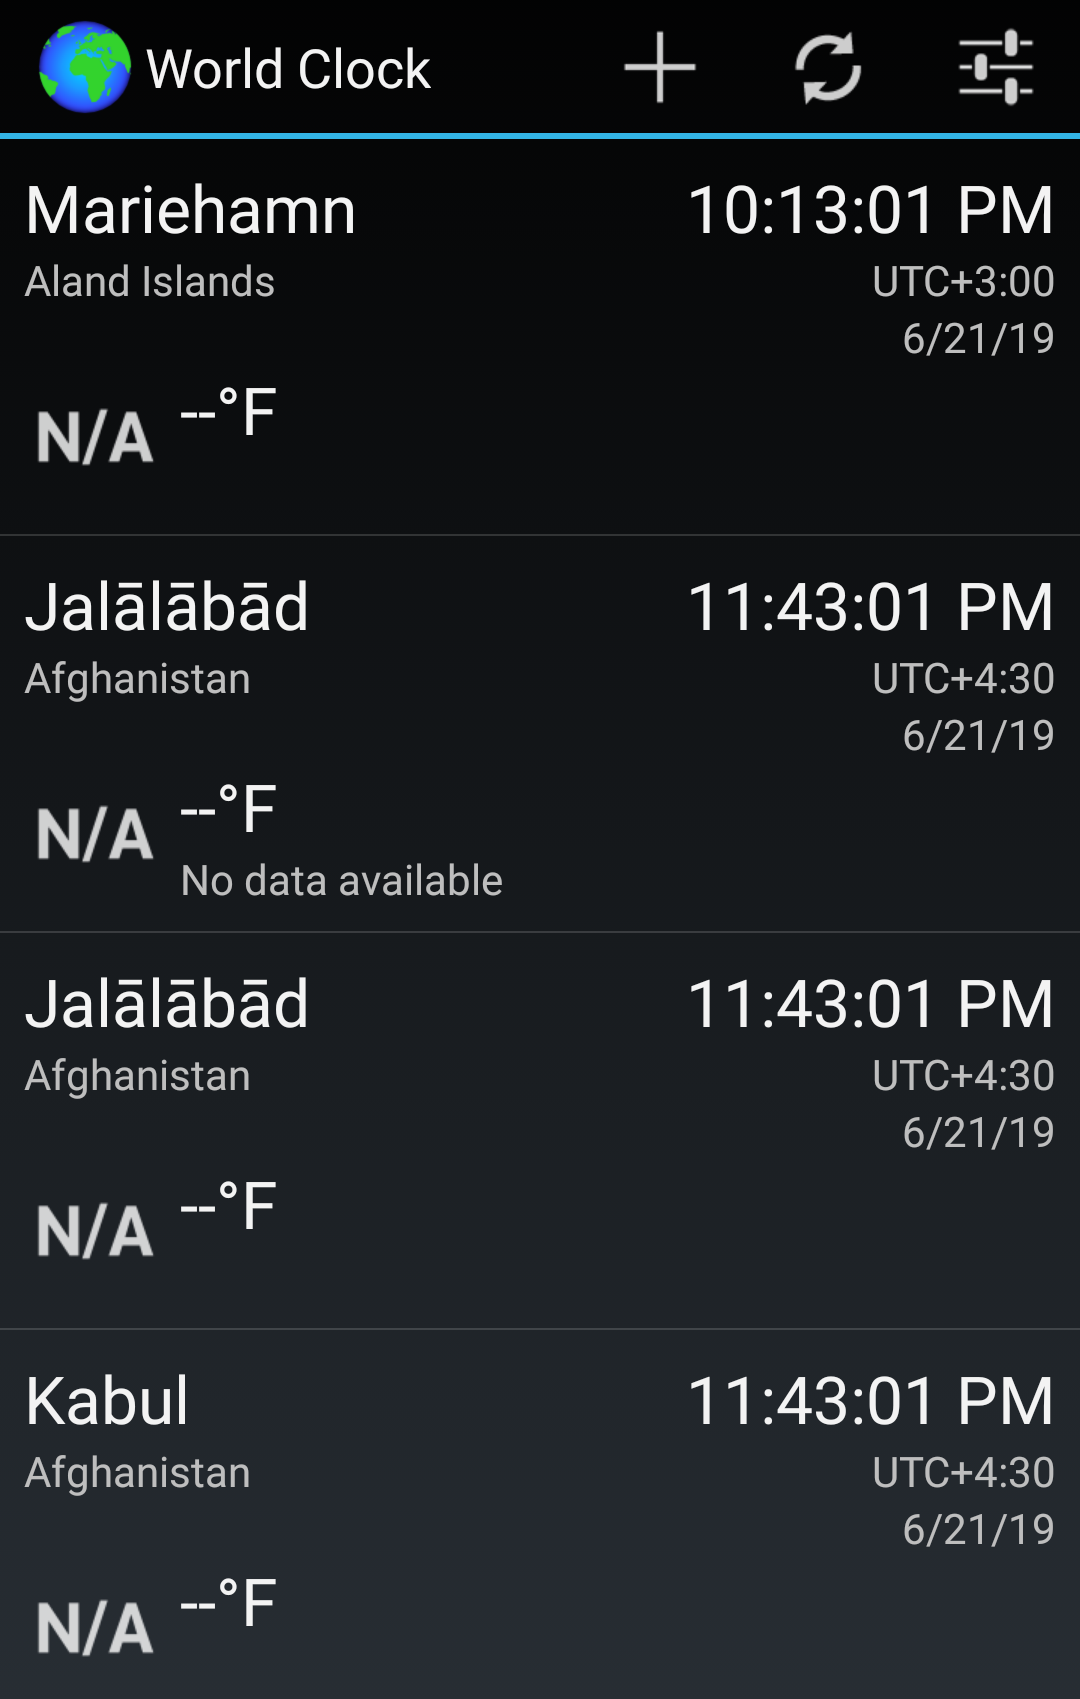 World Clock
Mariehamn 10:13:01 PM
Aland Islands UTC+3:00
6/21/19
N/A --°F
Jalālābād 11:43:01 PM
Afghanistan UTC+4:30
6/21/19
N/A --°F
No data available
Jalālābād 11:43:01 PM
Afghanistan UTC+4:30
6/21/19
N/A --°F
Kabul 11:43:01 PM
Afghanistan UTC+4:30
6/21/19
N/A --°F